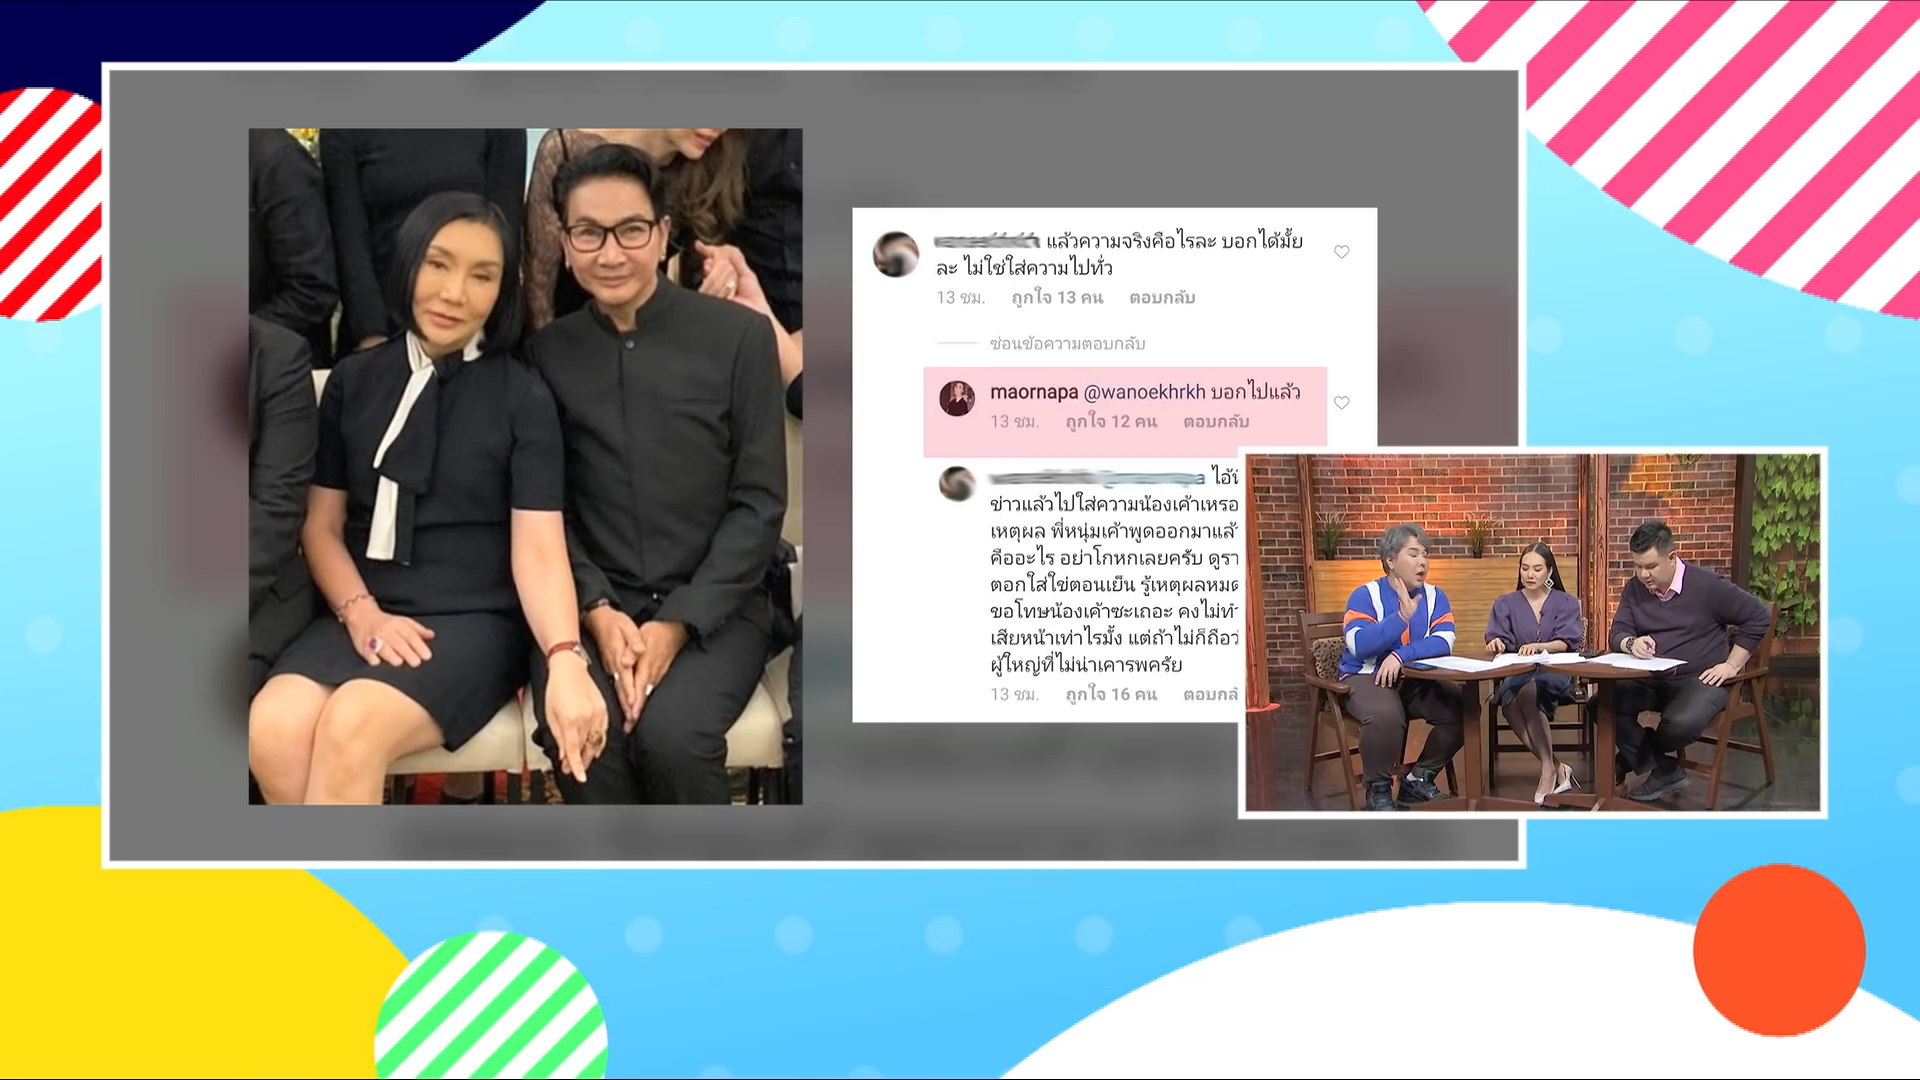 แล้วความจริงคือไรละ บอกได้มั้ย
ละ ไม่ใช่ใส่ความไปทั่ว
13 ชม. ถูกใจ 13 คน ตอบกลับ
ซ่อนข้อความตอบกลับ
maornapa @wanoekhrkh บอกไปแล้ว
13 ชม. ถูกใจ 12 คน ตอบกลับ
ข่าวแล้วไปใส่ความน้องเค้าเหรอ
เหตุผล พี่หนุ่มเค้าพูดออกมาแล้ว
คืออะไร อย่าโกหกเลยครับ ดูรา
ตอกใส่ใข่ตอนเย็น รู้เหตุผลหมด
ขอโทษน้องเค้าซะเถอะ คงไม่ทำ
เสียหน้าเท่าไรมั้ง แต่ถ้าไม่ก็ถือว่
ผู้ใหญ่ที่ไม่น่าเคารพครัย
13 ชม. ถูกใจ 16 คน ตอบกลั